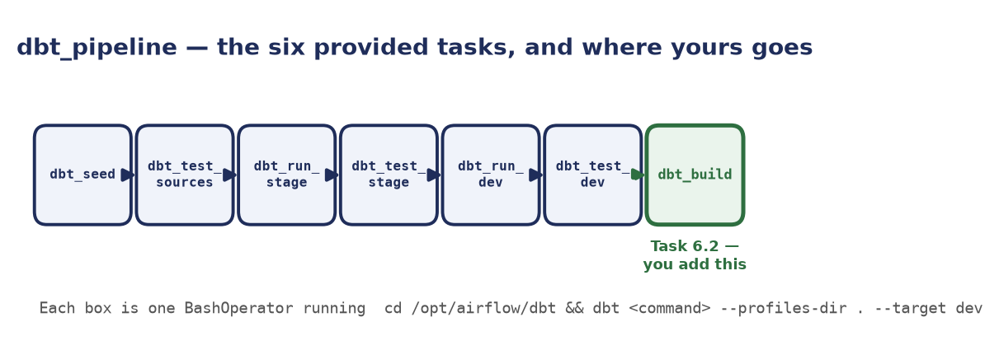 dbt_pipeline — the six provided tasks, and where yours goes
dbt_seed
dbt_test_
sources
dbt_run_
stage
dbt_test_
stage
dbt_run_
dev
dbt_test_
dev
dbt_build
Task 6.2 —
you add this
Each box is one BashOperator running  cd /opt/airflow/dbt && dbt <command> --profiles-dir . --target dev